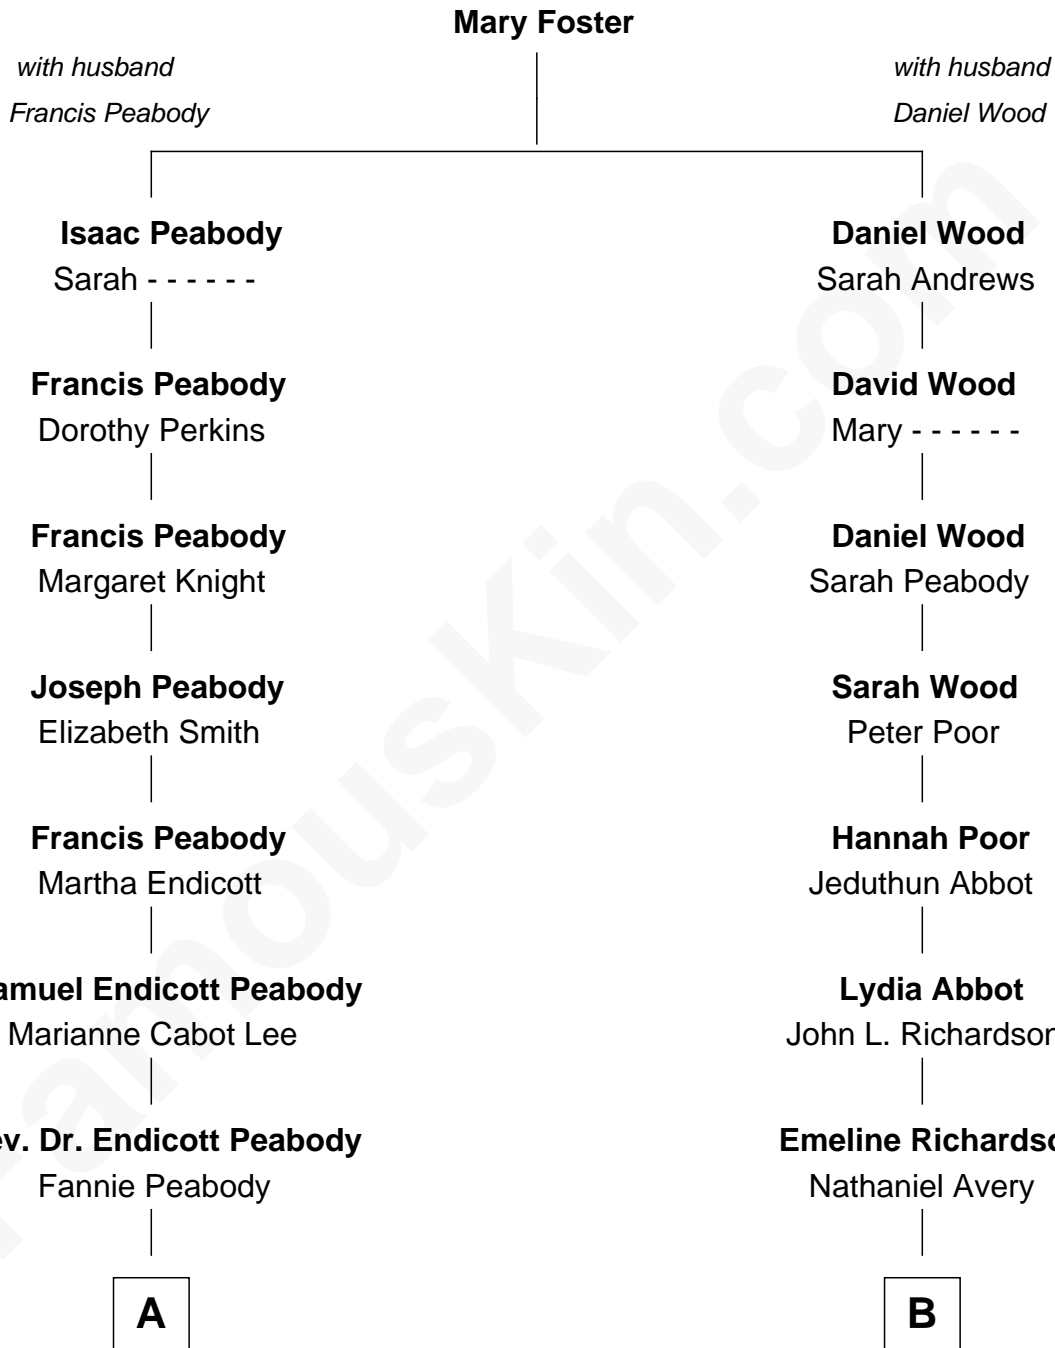 Mary Foster
with husband
Francis Peabody
with husband
Daniel Wood
Isaac Peabody
Sarah - - - - - -
Daniel Wood
Sarah Andrews
Francis Peabody
Dorothy Perkins
David Wood
Mary - - - - - -
Francis Peabody
Margaret Knight
Daniel Wood
Sarah Peabody
Joseph Peabody
Elizabeth Smith
Sarah Wood
Peter Poor
Francis Peabody
Martha Endicott
Hannah Poor
Jeduthun Abbot
amuel Endicott Peabody
Marianne Cabot Lee
Lydia Abbot
John L. Richardson
ev. Dr. Endicott Peabody
Fannie Peabody
Emeline Richardso
Nathaniel Avery
A
B
FamousKin.com